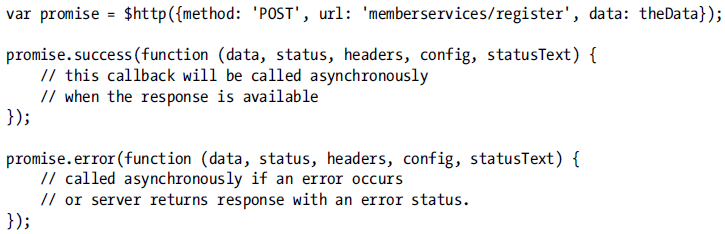 var promise = $http({method: 'POST', url: 'memberservices/register', data: theData});
promise.success(function (data, status, headers, config, statusText) {
// this callback will be called asynchronously
// when the response is available
});
promise.error(function (data, status, headers, config, statusText) {
// called asynchronously if an error occurs
// or server returns response with an error status.
});